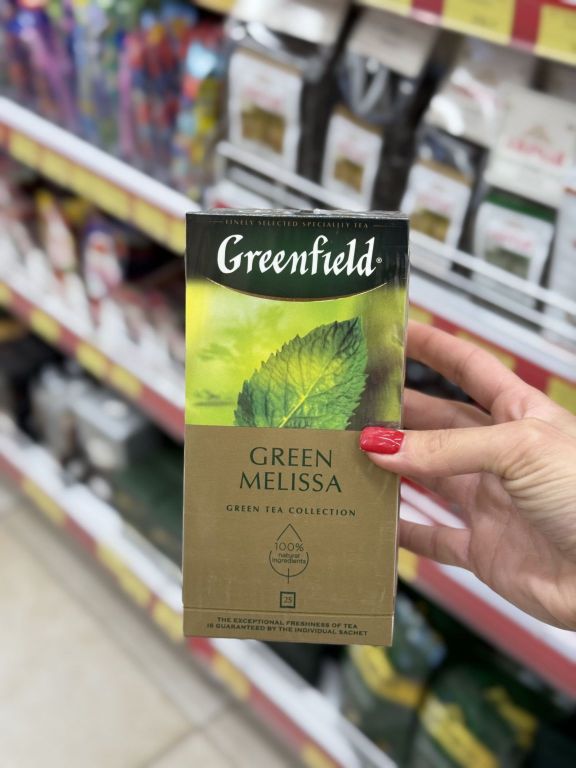 FINELY SELECTED SPECIALITY TEA
Greenfield®
GREEN
MELISSA
GREEN TEA COLLECTION
100%
natural
ingredients
25
THE EXCEPTIONAL FRESHNESS OF TEA
IS GUARANTEED BY THE INDIVIDUAL SACHET